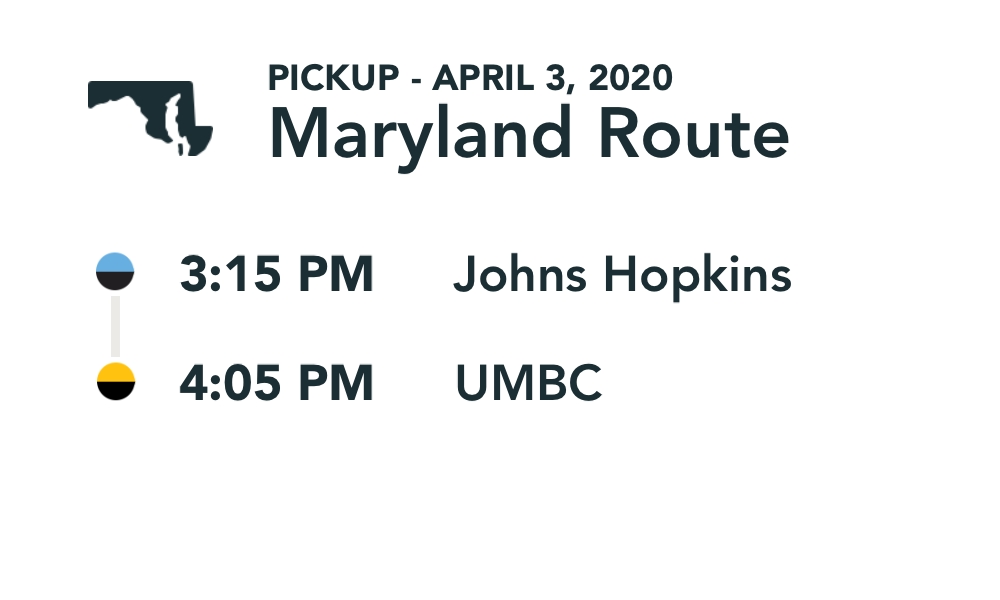 PICKUP - APRIL 3, 2020
Maryland Route
3:15 PM Johns Hopkins
4:05 PM UMBC